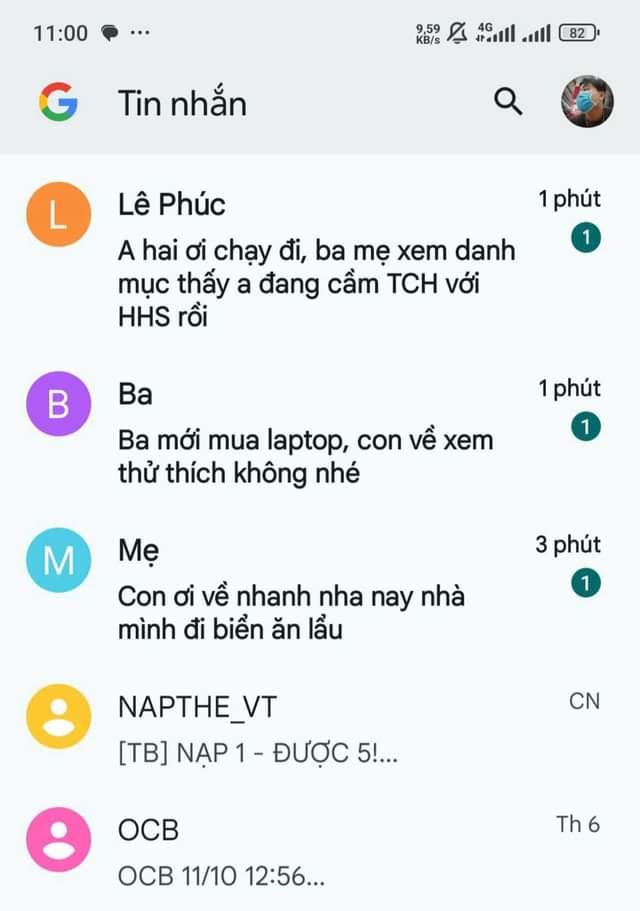 11:00
9,59
KB/s
4G
82
Tin nhắn
L
Lê Phúc
1 phút
A hai ơi chạy đi, ba mẹ xem danh
1
mục thấy a đang cầm TCH với
HHS rồi
B
Ba
1 phút
Ba mới mua laptop, con về xem
1
thử thích không nhé
M
Mẹ
3 phút
Con ơi về nhanh nha nay nhà
1
mình đi biển ăn lẩu
NAPTHE_VT
CN
[TB] NẠP 1 - ĐƯỢC 5!...
OCB
Th 6
OCB 11/10 12:56...